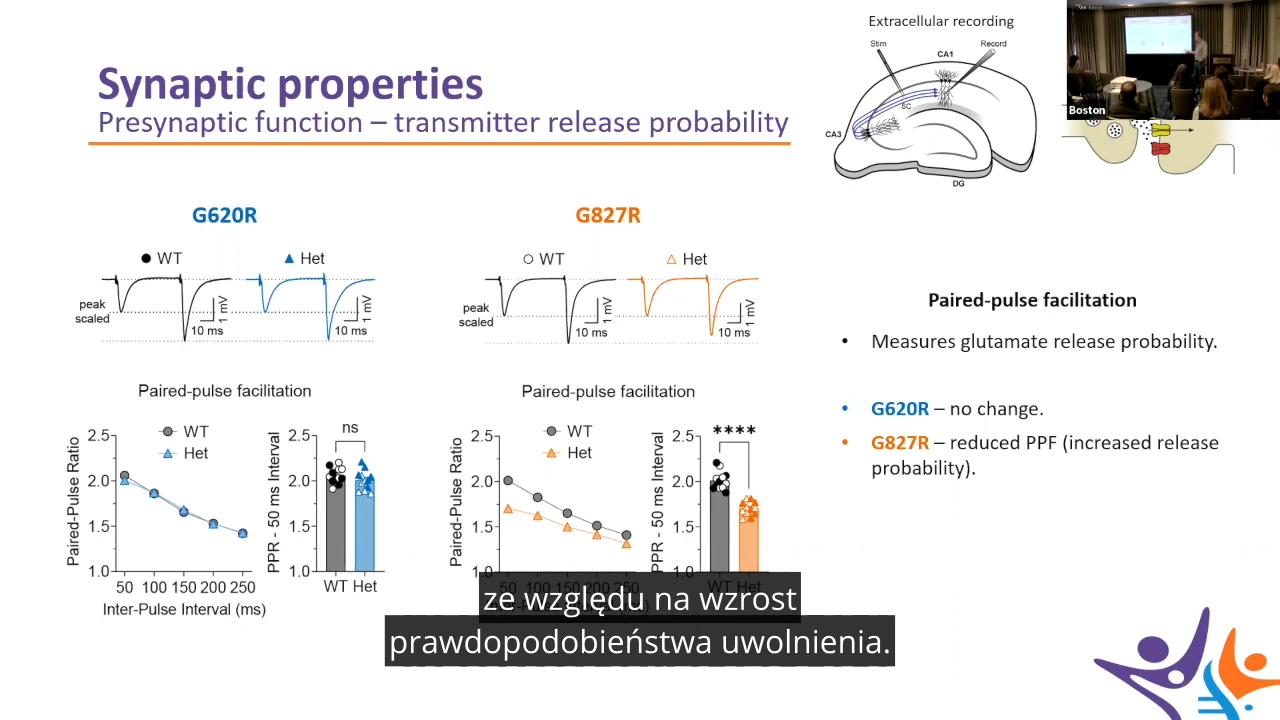 Synaptic properties
Presynaptic function – transmitter release probability
Extracellular recording
Stim
Record
CA1
SC
CA3
DG
Boston
G620R
WT
Het
peak
scaled
10 ms
1 mV
10 ms
1 mV
G827R
WT
Het
peak
scaled
10 ms
1 mV
10 ms
1 mV
Paired-pulse facilitation
WT
Het
Paired-Pulse Ratio
2.5
2.0
1.5
1.0
50 100 150 200 250
Inter-Pulse Interval (ms)
ns
PPR - 50 ms Interval
2.5
2.0
1.5
1.0
WT Het
Paired-pulse facilitation
WT
Het
Paired-Pulse Ratio
2.5
2.0
1.5
1.0
50 100 150 200 250
****
PPR - 50 ms Interval
2.5
2.0
1.5
1.0
WT Het
Paired-pulse facilitation
• Measures glutamate release probability.
• G620R – no change.
• G827R – reduced PPF (increased release
probability).
ze względu na wzrost
prawdopodobieństwa uwolnienia.